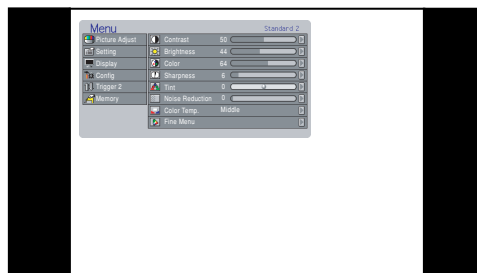 Menu
Standard 2
Picture Adjust
Setting
Display
Config
Trigger 2
Memory
Contrast 50
Brightness 44
Color 64
Sharpness 6
Tint 0
Noise Reduction 0
Color Temp. Middle
Fine Menu